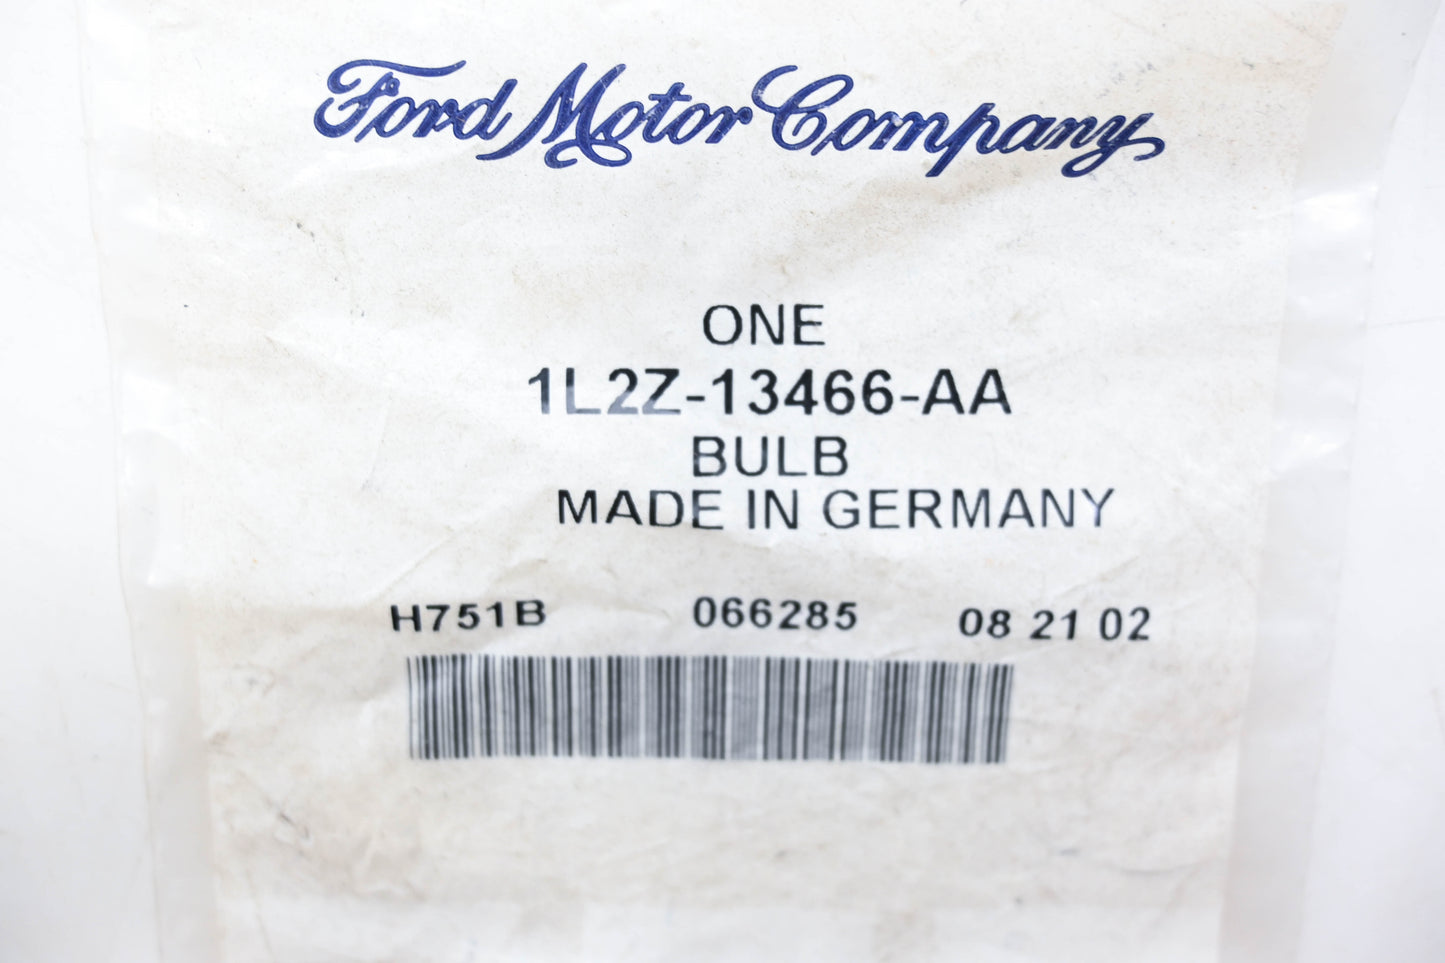 Ford Motor Company
ONE
1L2Z-13466-AA
BULB
MADE IN GERMANY
H751B 066285 08 21 02